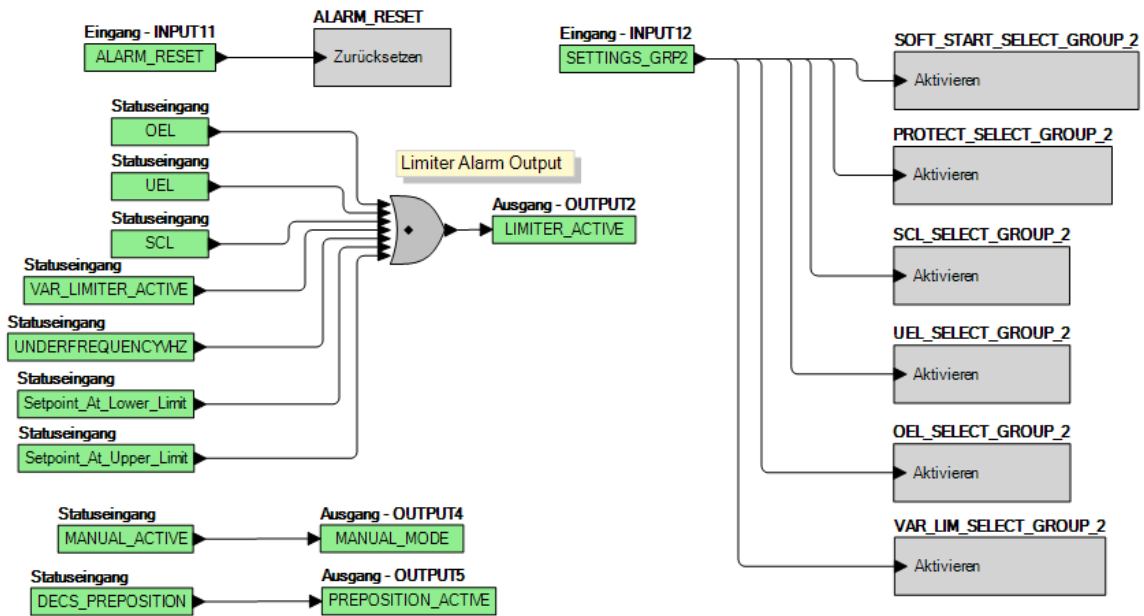 Eingang - INPUT11
ALARM_RESET
ALARM_RESET
Zurücksetzen
Statuseingang
OEL
Statuseingang
UEL
Statuseingang
SCL
Statuseingang
VAR_LIMITER_ACTIVE
Statuseingang
UNDERFREQUENCYVHZ
Statuseingang
Setpoint_At_Lower_Limit
Statuseingang
Setpoint_At_Upper_Limit
Limiter Alarm Output
Ausgang - OUTPUT2
LIMITER_ACTIVE
Statuseingang
MANUAL_ACTIVE
Ausgang - OUTPUT4
MANUAL_MODE
Statuseingang
DECS_PREPOSITION
Ausgang - OUTPUT5
PREPOSITION_ACTIVE
Eingang - INPUT12
SETTINGS_GRP2
SOFT_START_SELECT_GROUP_2
Aktivieren
PROTECT_SELECT_GROUP_2
Aktivieren
SCL_SELECT_GROUP_2
Aktivieren
UEL_SELECT_GROUP_2
Aktivieren
OEL_SELECT_GROUP_2
Aktivieren
VAR_LIM_SELECT_GROUP_2
Aktivieren